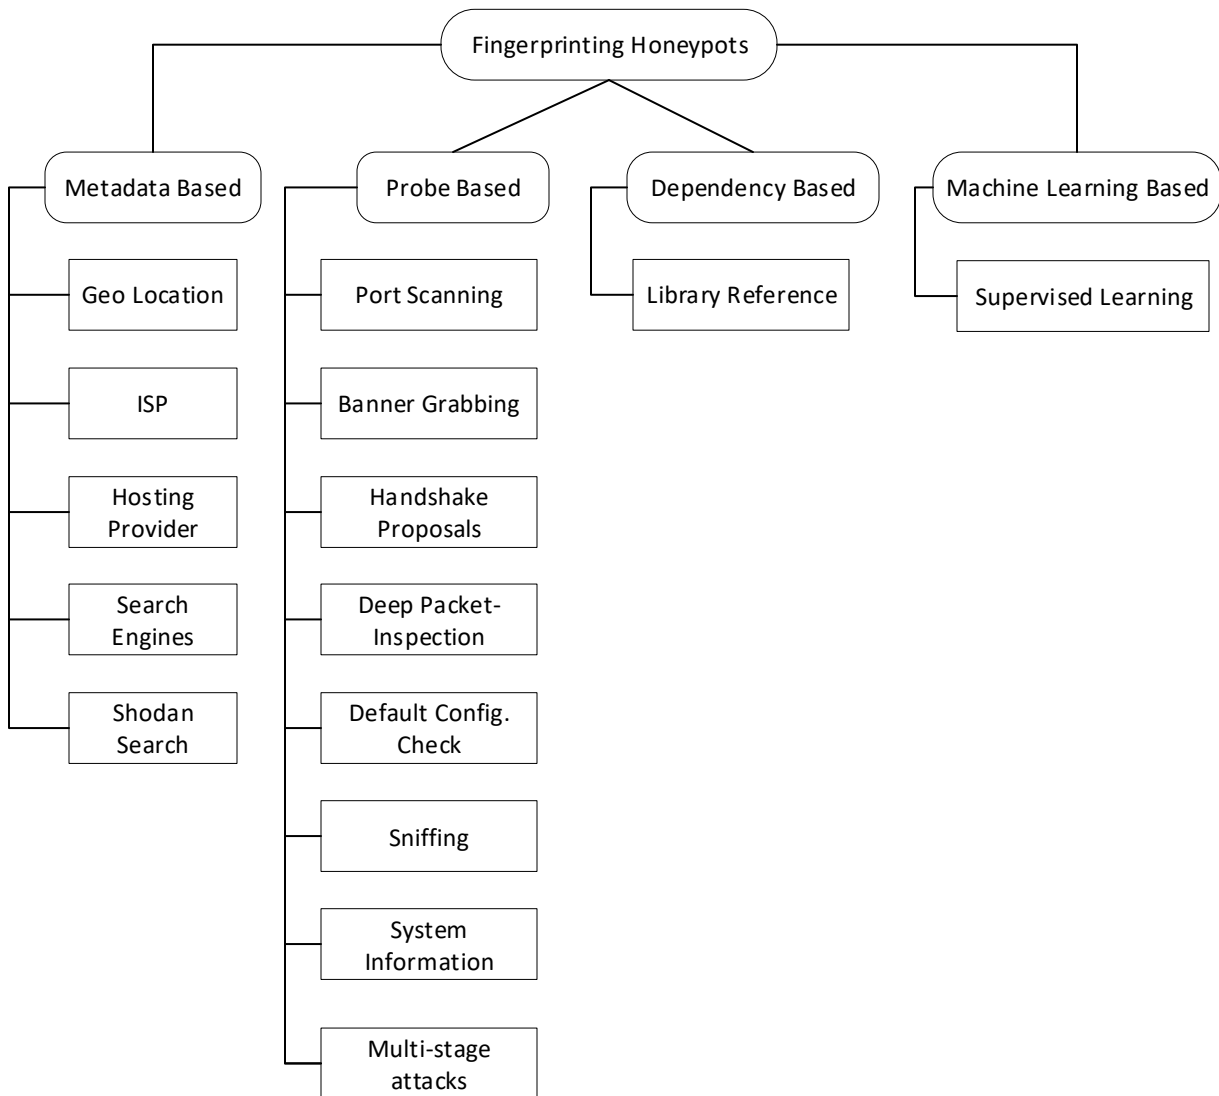 Fingerprinting Honeypots
Metadata Based
Probe Based
Dependency Based
Machine Learning Based
Geo Location
Port Scanning
Library Reference
Supervised Learning
ISP
Banner Grabbing
Hosting
Provider
Handshake
Proposals
Search
Engines
Deep Packet-
Inspection
Shodan
Search
Default Config.
Check
Sniffing
System
Information
Multi-stage
attacks